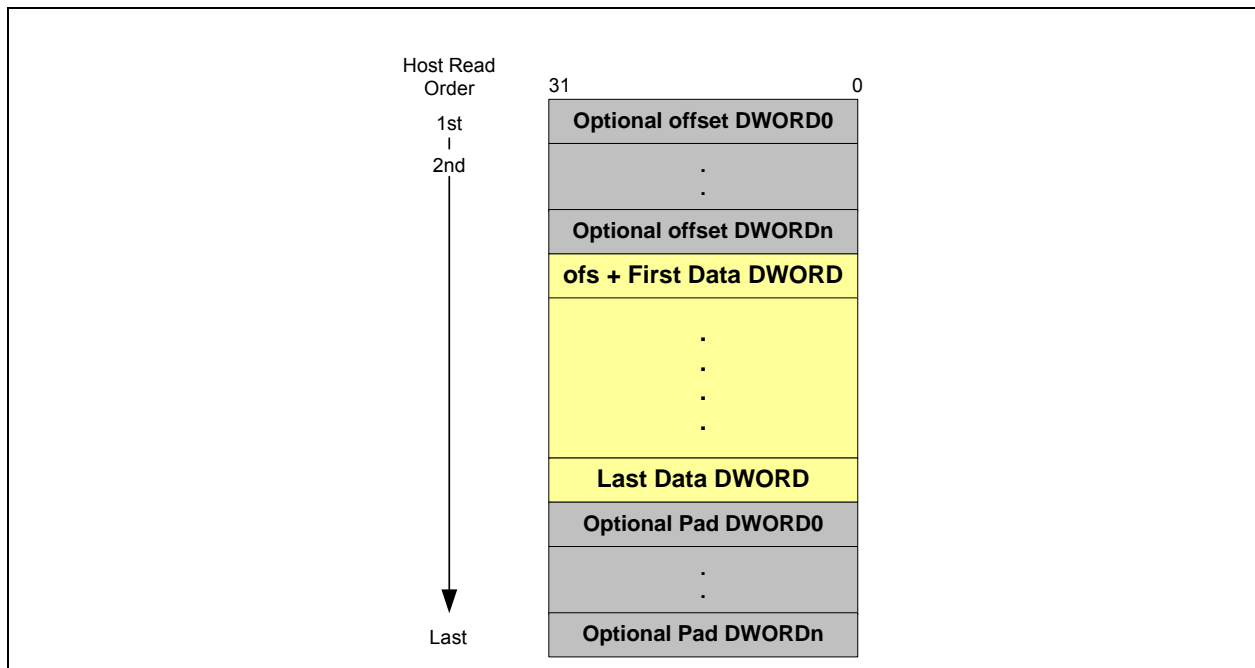 Host Read
Order
31
0
1st
2nd
Optional offset DWORD0
.
.
Optional offset DWORDn
ofs + First Data DWORD
.
.
.
.
Last Data DWORD
Optional Pad DWORD0
.
.
Optional Pad DWORDn
Last